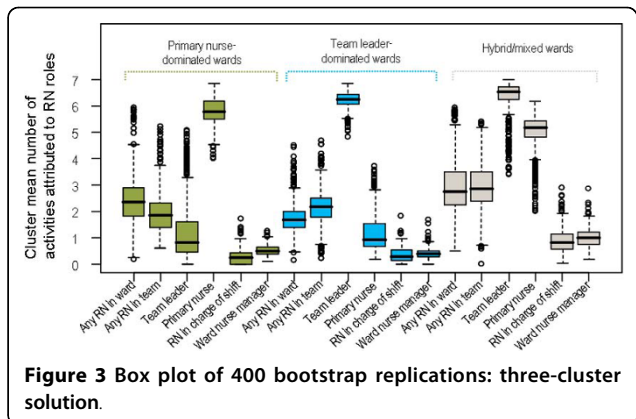 Primary nurse-
dominated wards
Team leader-
dominated wards
Hybrid/mixed wards
Cluster mean number of
activities attributed to RN roles
7
6
5
4
3
2
1
0
Any RN in ward
Any RN in team
Team leader
Primary nurse
RN in charge of shift
Ward nurse manager
Any RN in ward
Any RN in team
Team leader
Primary nurse
RN in charge of shift
Ward nurse manager
Any RN in ward
Any RN in team
Team leader
Primary nurse
RN in charge of shift
Ward nurse manager
Figure 3 Box plot of 400 bootstrap replications: three-cluster
solution.